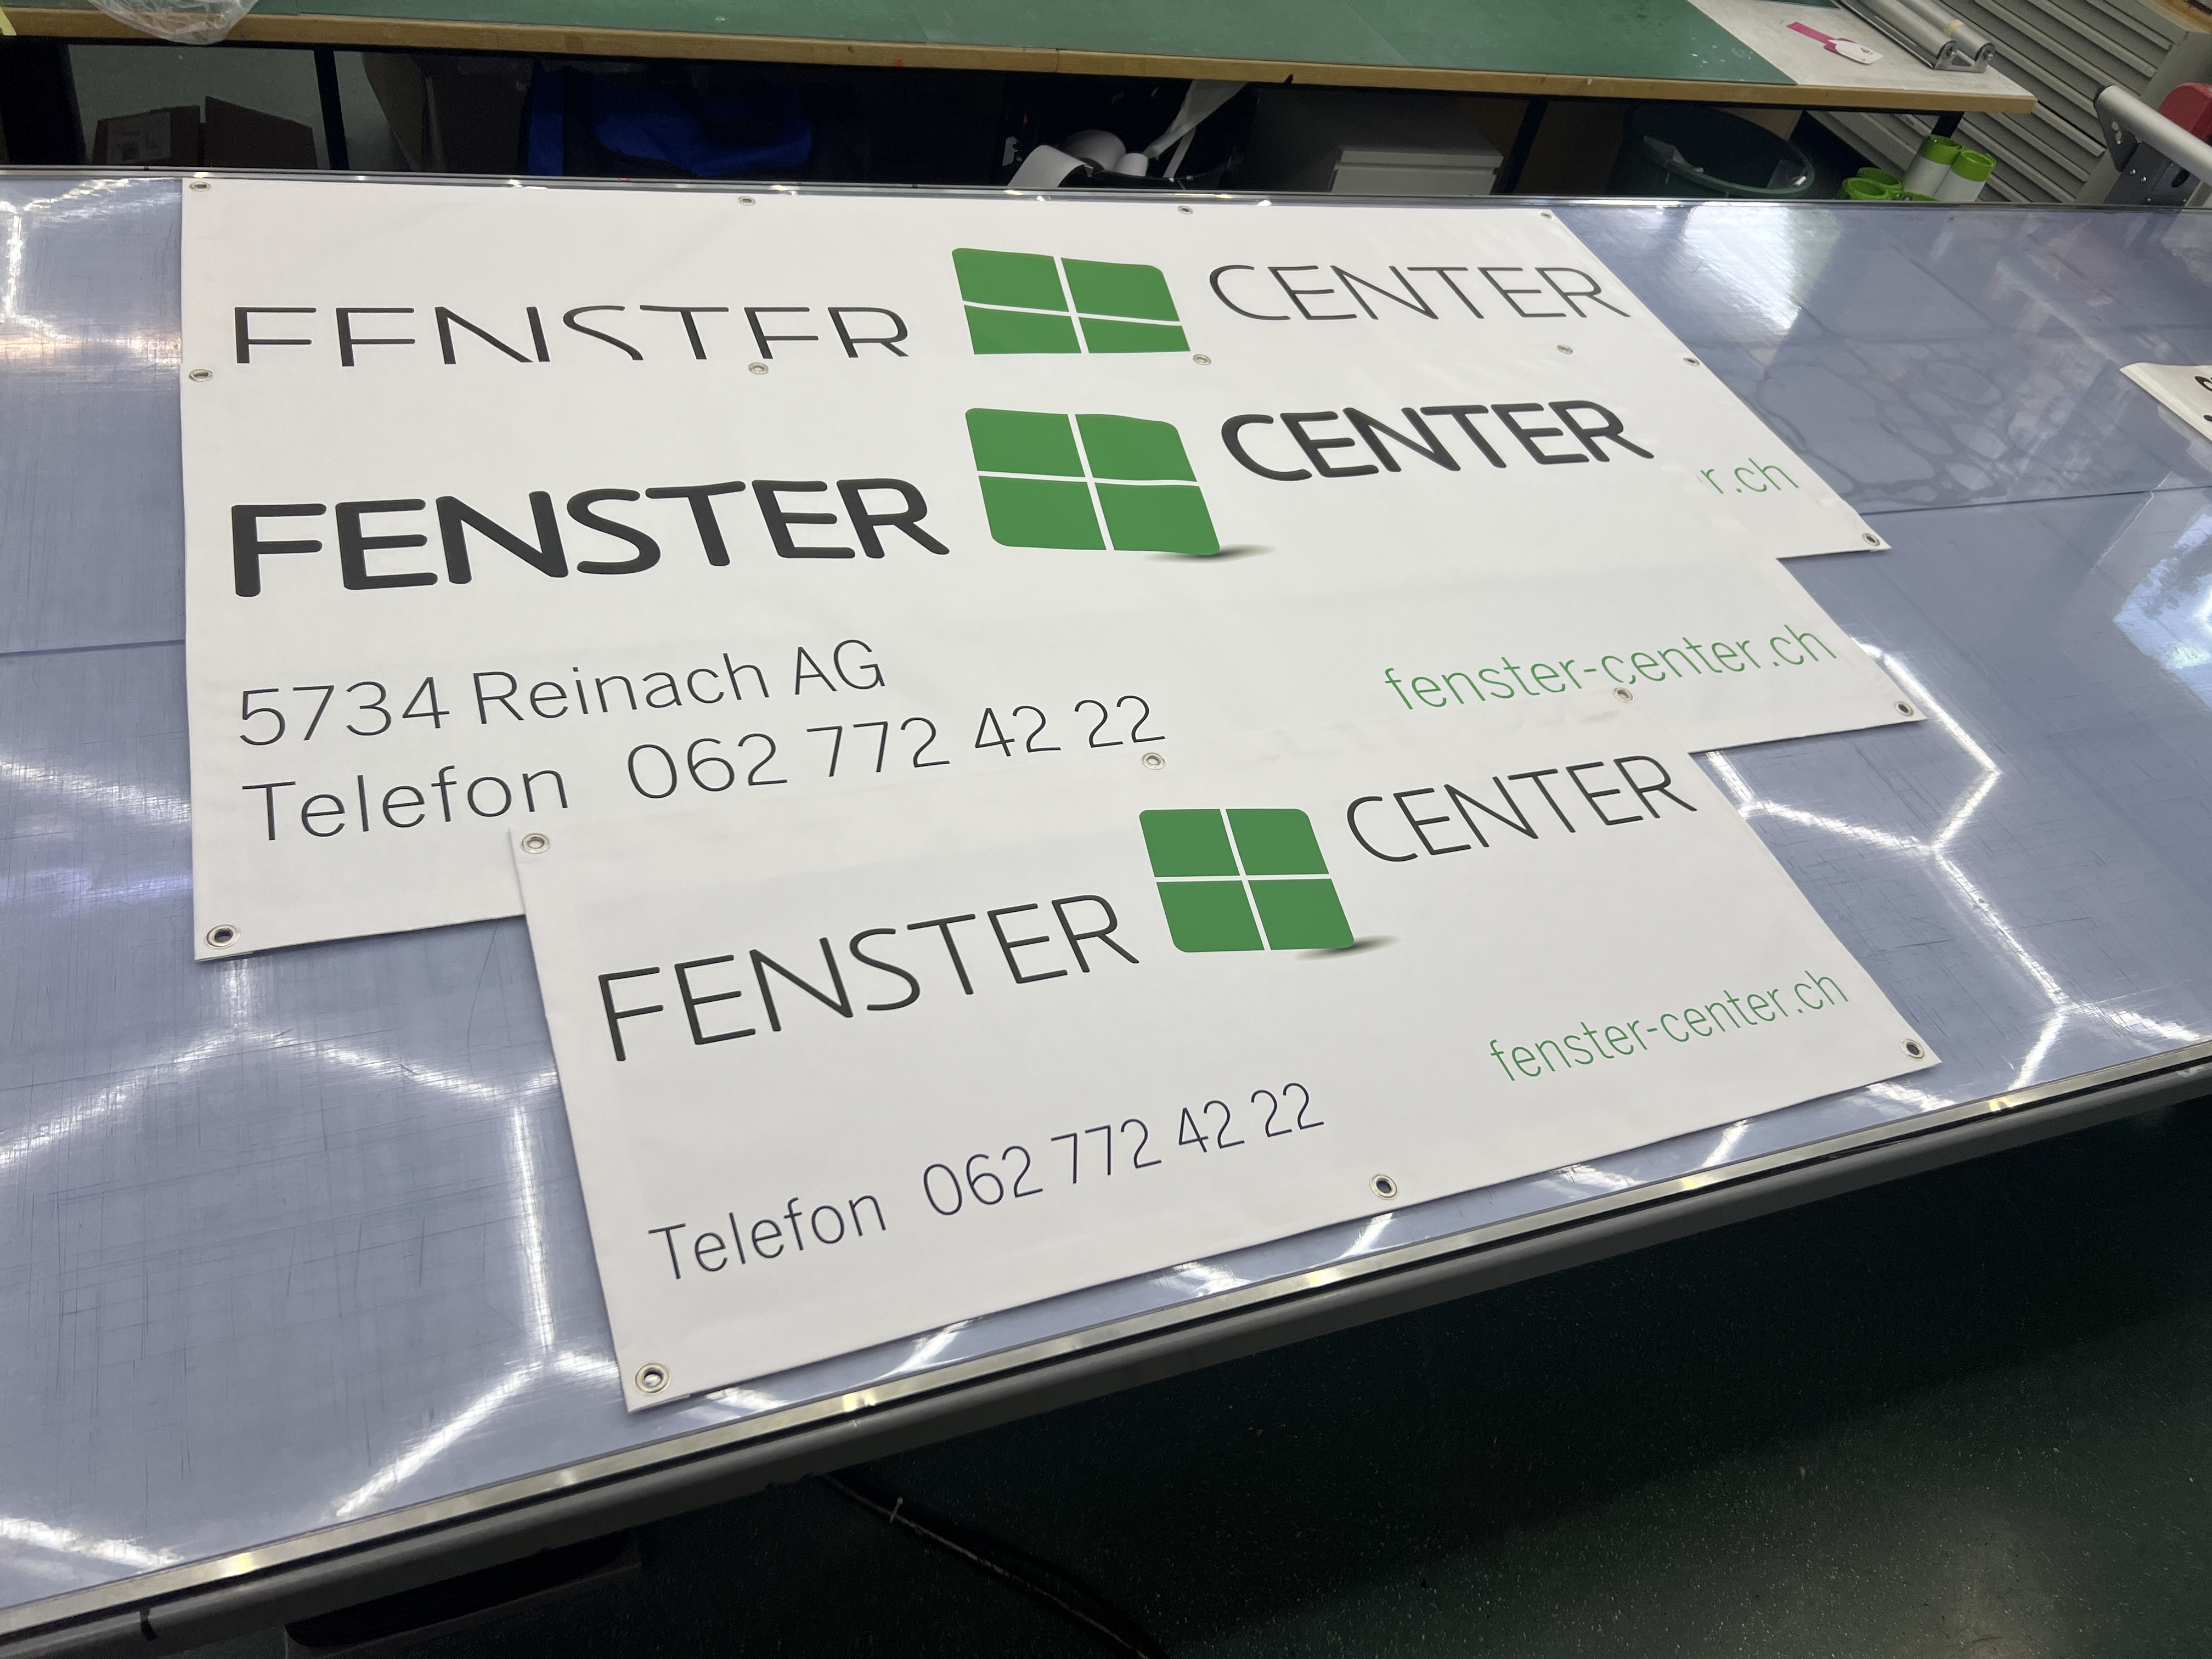 FENSTER CENTER
r.ch
FENSTER CENTER
5734 Reinach AG
Telefon 062 772 42 22
fenster-center.ch
FENSTER CENTER
Telefon 062 772 42 22
fenster-center.ch